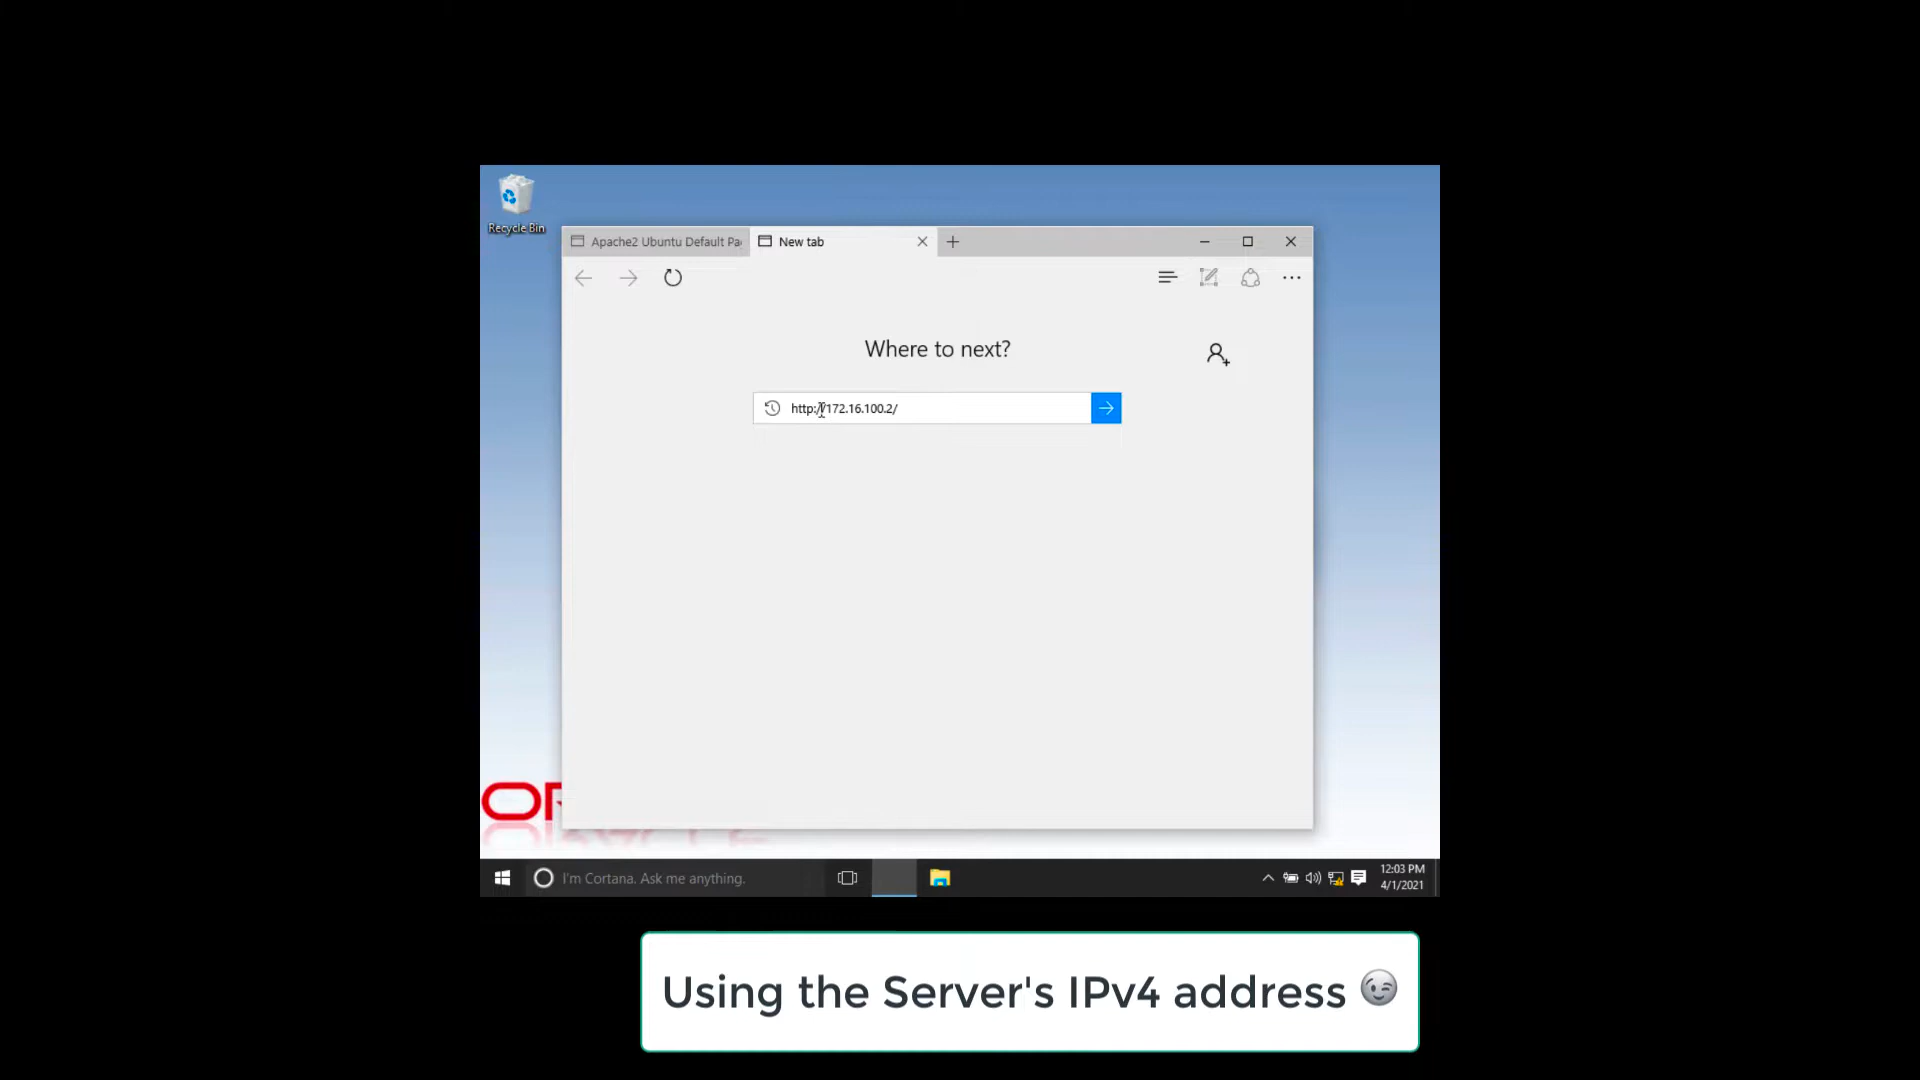 Recycle Bin
Apache2 Ubuntu Default Pa
New tab
Where to next?
http://172.16.100.2/
I'm Cortana. Ask me anything.
12:03 PM
4/1/2021
Using the Server's IPv4 address 😉